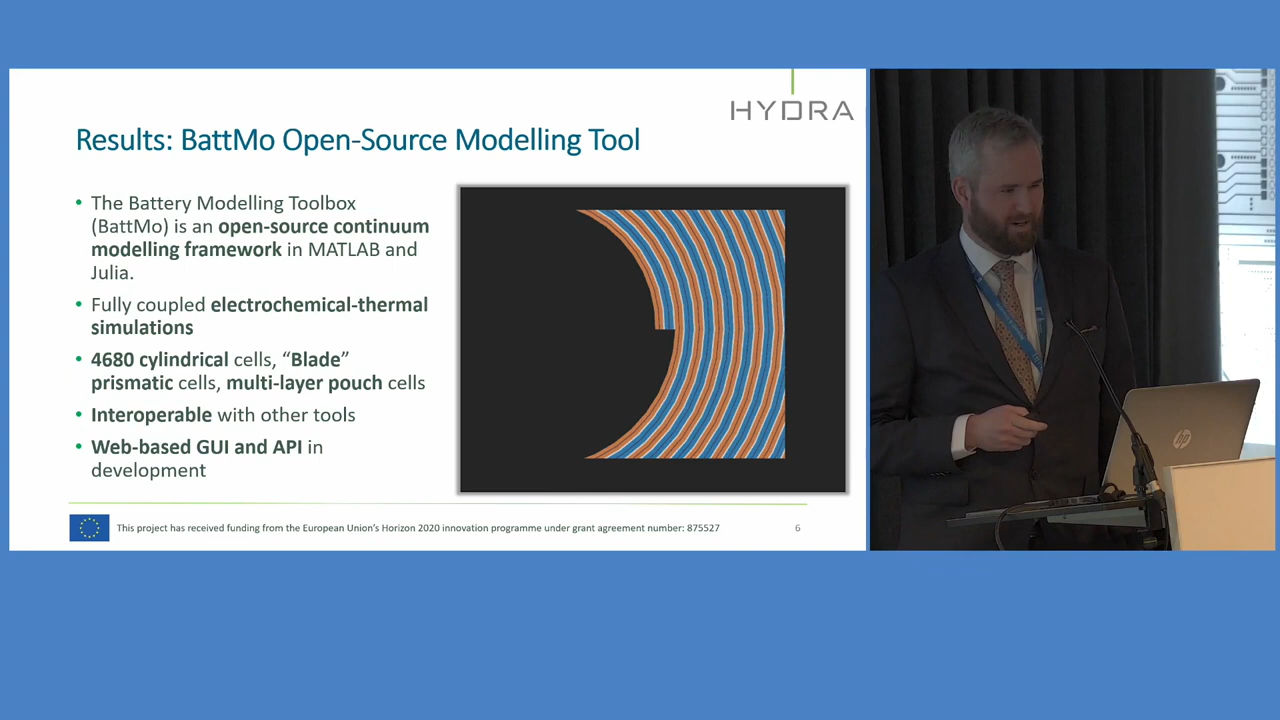 HYDRA
Results: BattMo Open-Source Modelling Tool
• The Battery Modelling Toolbox
(BattMo) is an open-source continuum
modelling framework in MATLAB and
Julia.
• Fully coupled electrochemical-thermal
simulations
• 4680 cylindrical cells, “Blade”
prismatic cells, multi-layer pouch cells
• Interoperable with other tools
• Web-based GUI and API in
development
This project has received funding from the European Union’s Horizon 2020 innovation programme under grant agreement number: 875527
6
hp